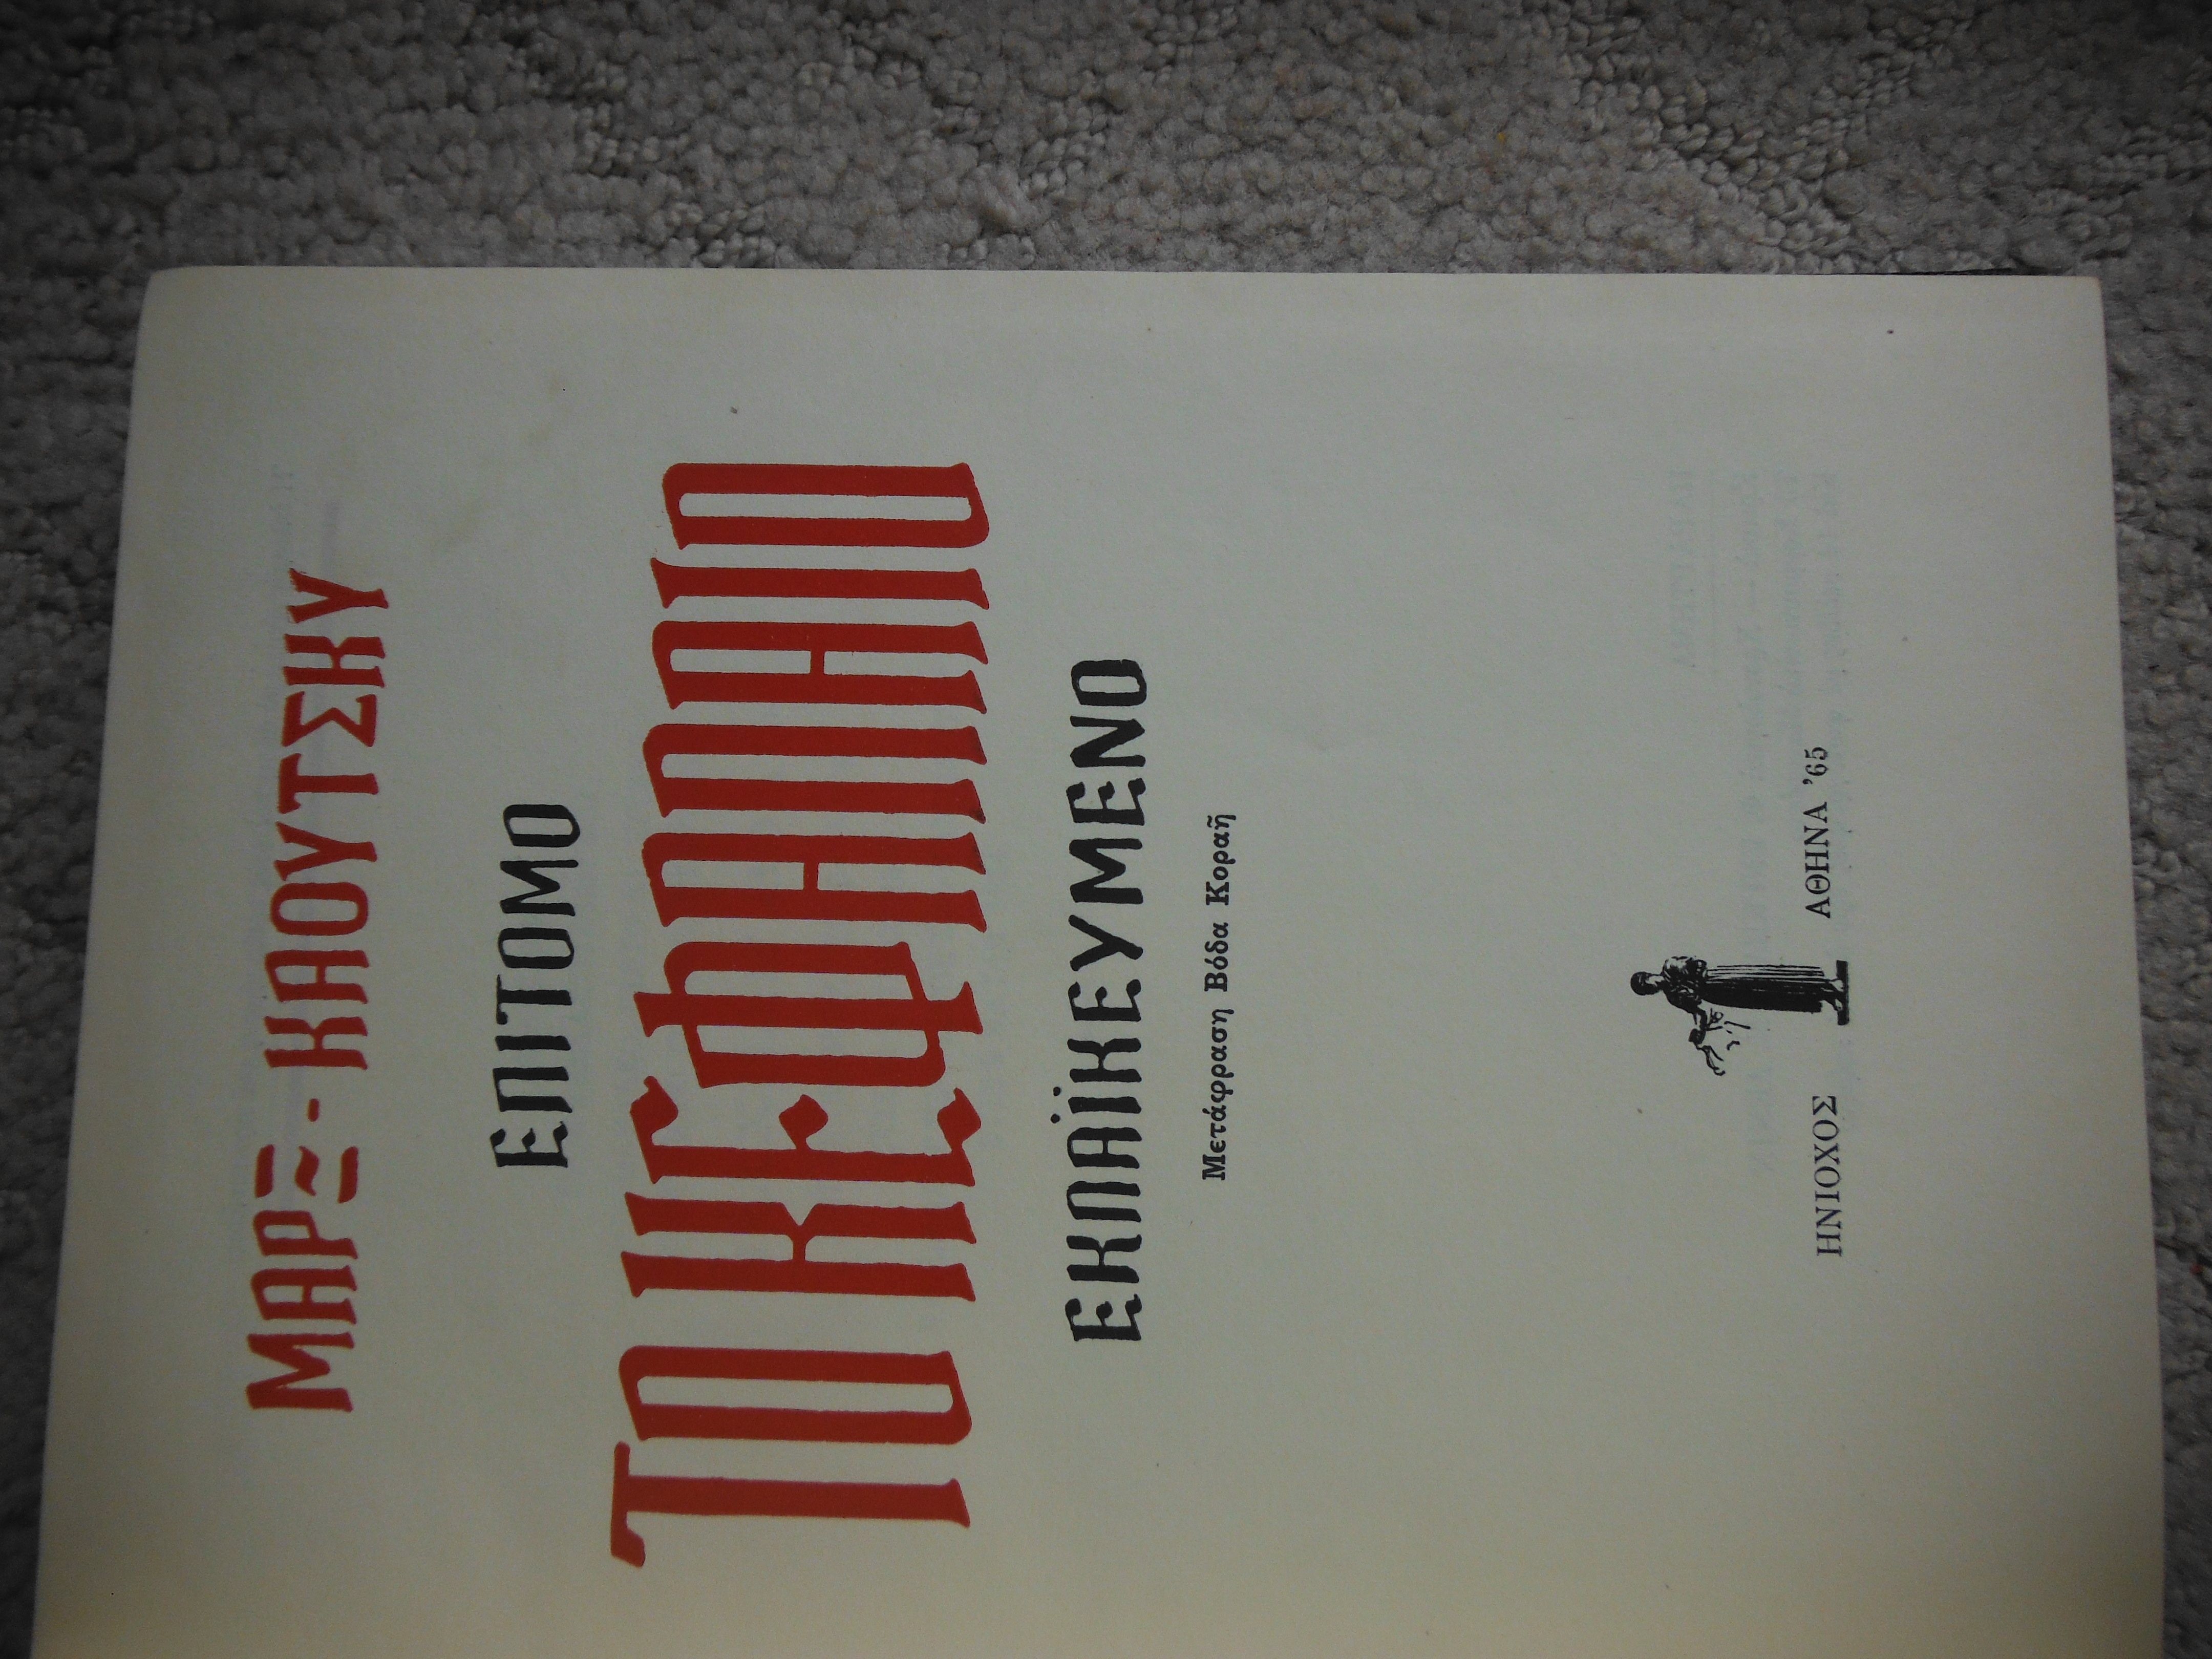 ΜΑΡΞ - ΚΑΟΥΤΣΚΥ
ΕΠΙΤΟΜΟ
ΤΟ ΚΕΦΑΛΑΙΟ
ΕΚΛΑΪΚΕΥΜΕΝΟ
Μετάφραση Βόδα Κοραῆ
ΗΝΙΟΧΟΣ ΑΘΗΝΑ '65